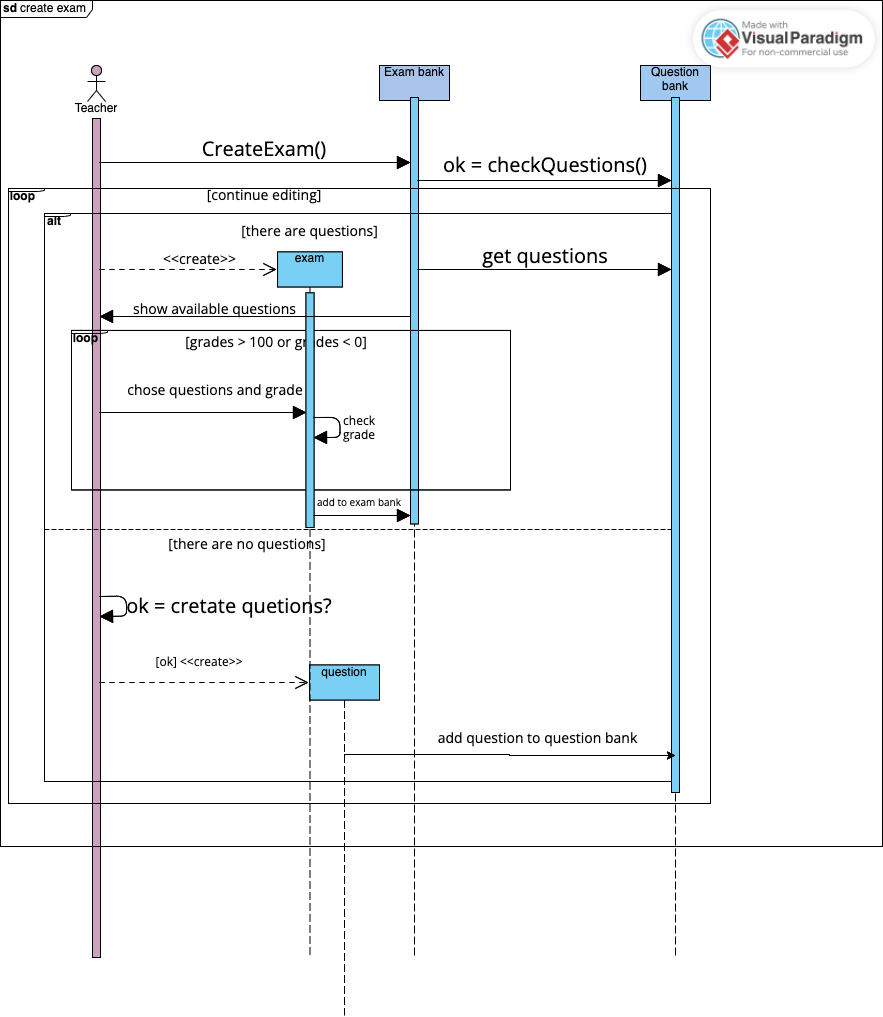 sd create exam
Made with
VisualParadigm
For non-commercial use
Teacher
Exam bank
Question
bank
CreateExam()
ok = checkQuestions()
loop
[continue editing]
alt
[there are questions]
<<create>>
exam
get questions
show available questions
loop
[grades > 100 or grades < 0]
chose questions and grade
check
grade
add to exam bank
[there are no questions]
ok = cretate quetions?
[ok] <<create>>
question
add question to question bank